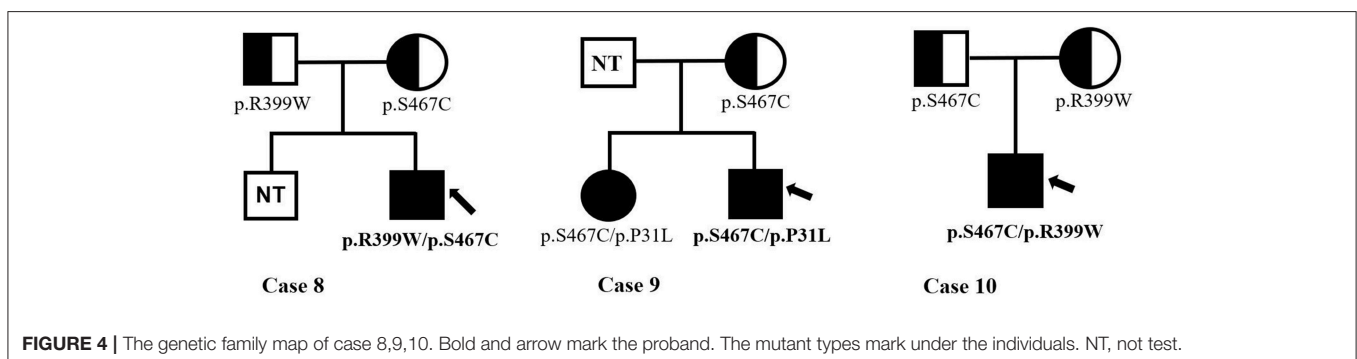 NT
p.R399W
p.S467C
p.S467C
p.S467C
p.R399W
NT
p.R399W/p.S467C
p.S467C/p.P31L
p.S467C/p.P31L
p.S467C/p.R399W
Case 8
Case 9
Case 10
FIGURE 4 | The genetic family map of case 8,9,10. Bold and arrow mark the proband. The mutant types mark under the individuals. NT, not test.